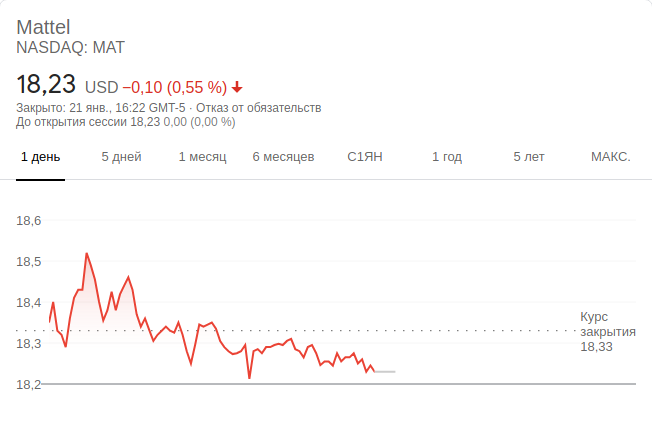 Mattel
NASDAQ: MAT
18,23 USD −0,10 (0,55 %)
Закрыто: 21 янв., 16:22 GMT-5 · Отказ от обязательств
До открытия сессии 18,23 0,00 (0,00 %)
1 день 5 дней 1 месяц 6 месяцев С1ЯН 1 год 5 лет МАКС.
18,6
18,5
18,4
18,3
18,2
Курс
закрытия
18,33